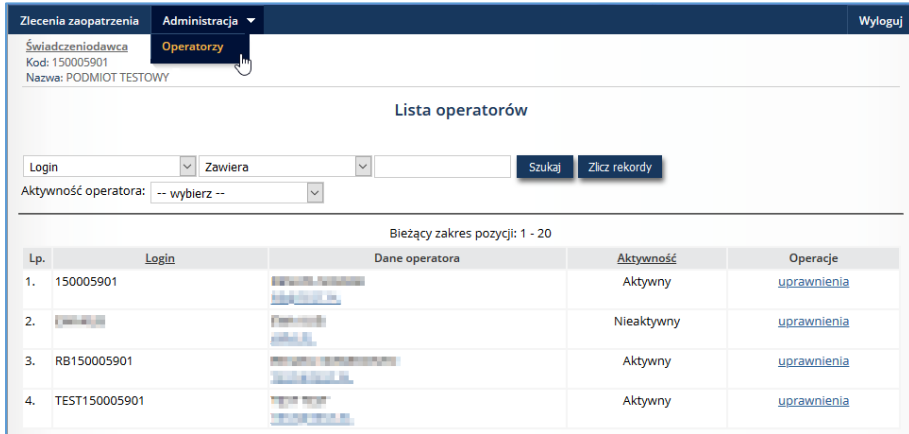 Zlecenia zaopatrzenia Administracja Wyloguj
Operatorzy
Świadczeniodawca
Kod: 150005901
Nazwa: PODMIOT TESTOWY
Lista operatorów
Login Zawiera Szukaj Zlicz rekordy
Aktywność operatora: -- wybierz --
Bieżący zakres pozycji: 1 - 20
Lp. Login Dane operatora Aktywność Operacje
1. 150005901 Aktywny uprawnienia
2. Nieaktywny uprawnienia
3. RB150005901 Aktywny uprawnienia
4. TEST150005901 Aktywny uprawnienia